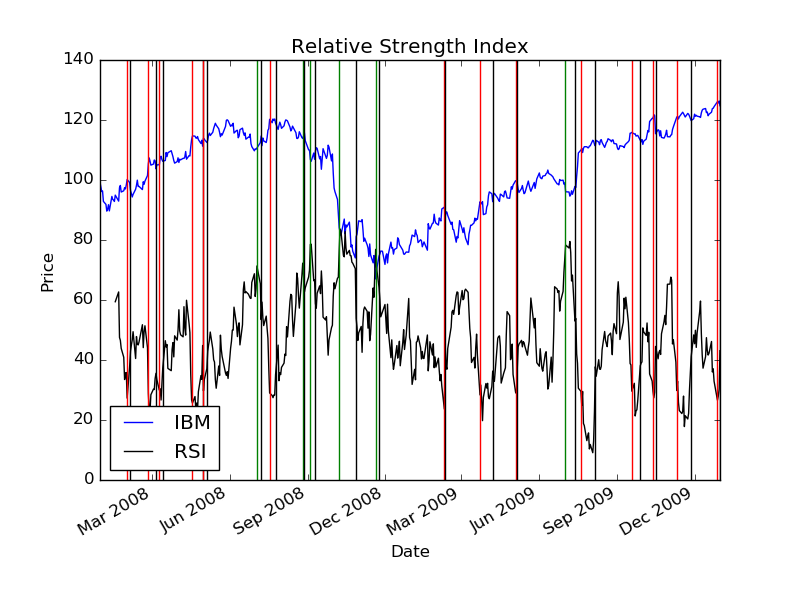 Relative Strength Index
140
120
100
80
60
40
20
0
Price
IBM
RSI
Mar 2008
Jun 2008
Sep 2008
Dec 2008
Mar 2009
Jun 2009
Sep 2009
Dec 2009
Date